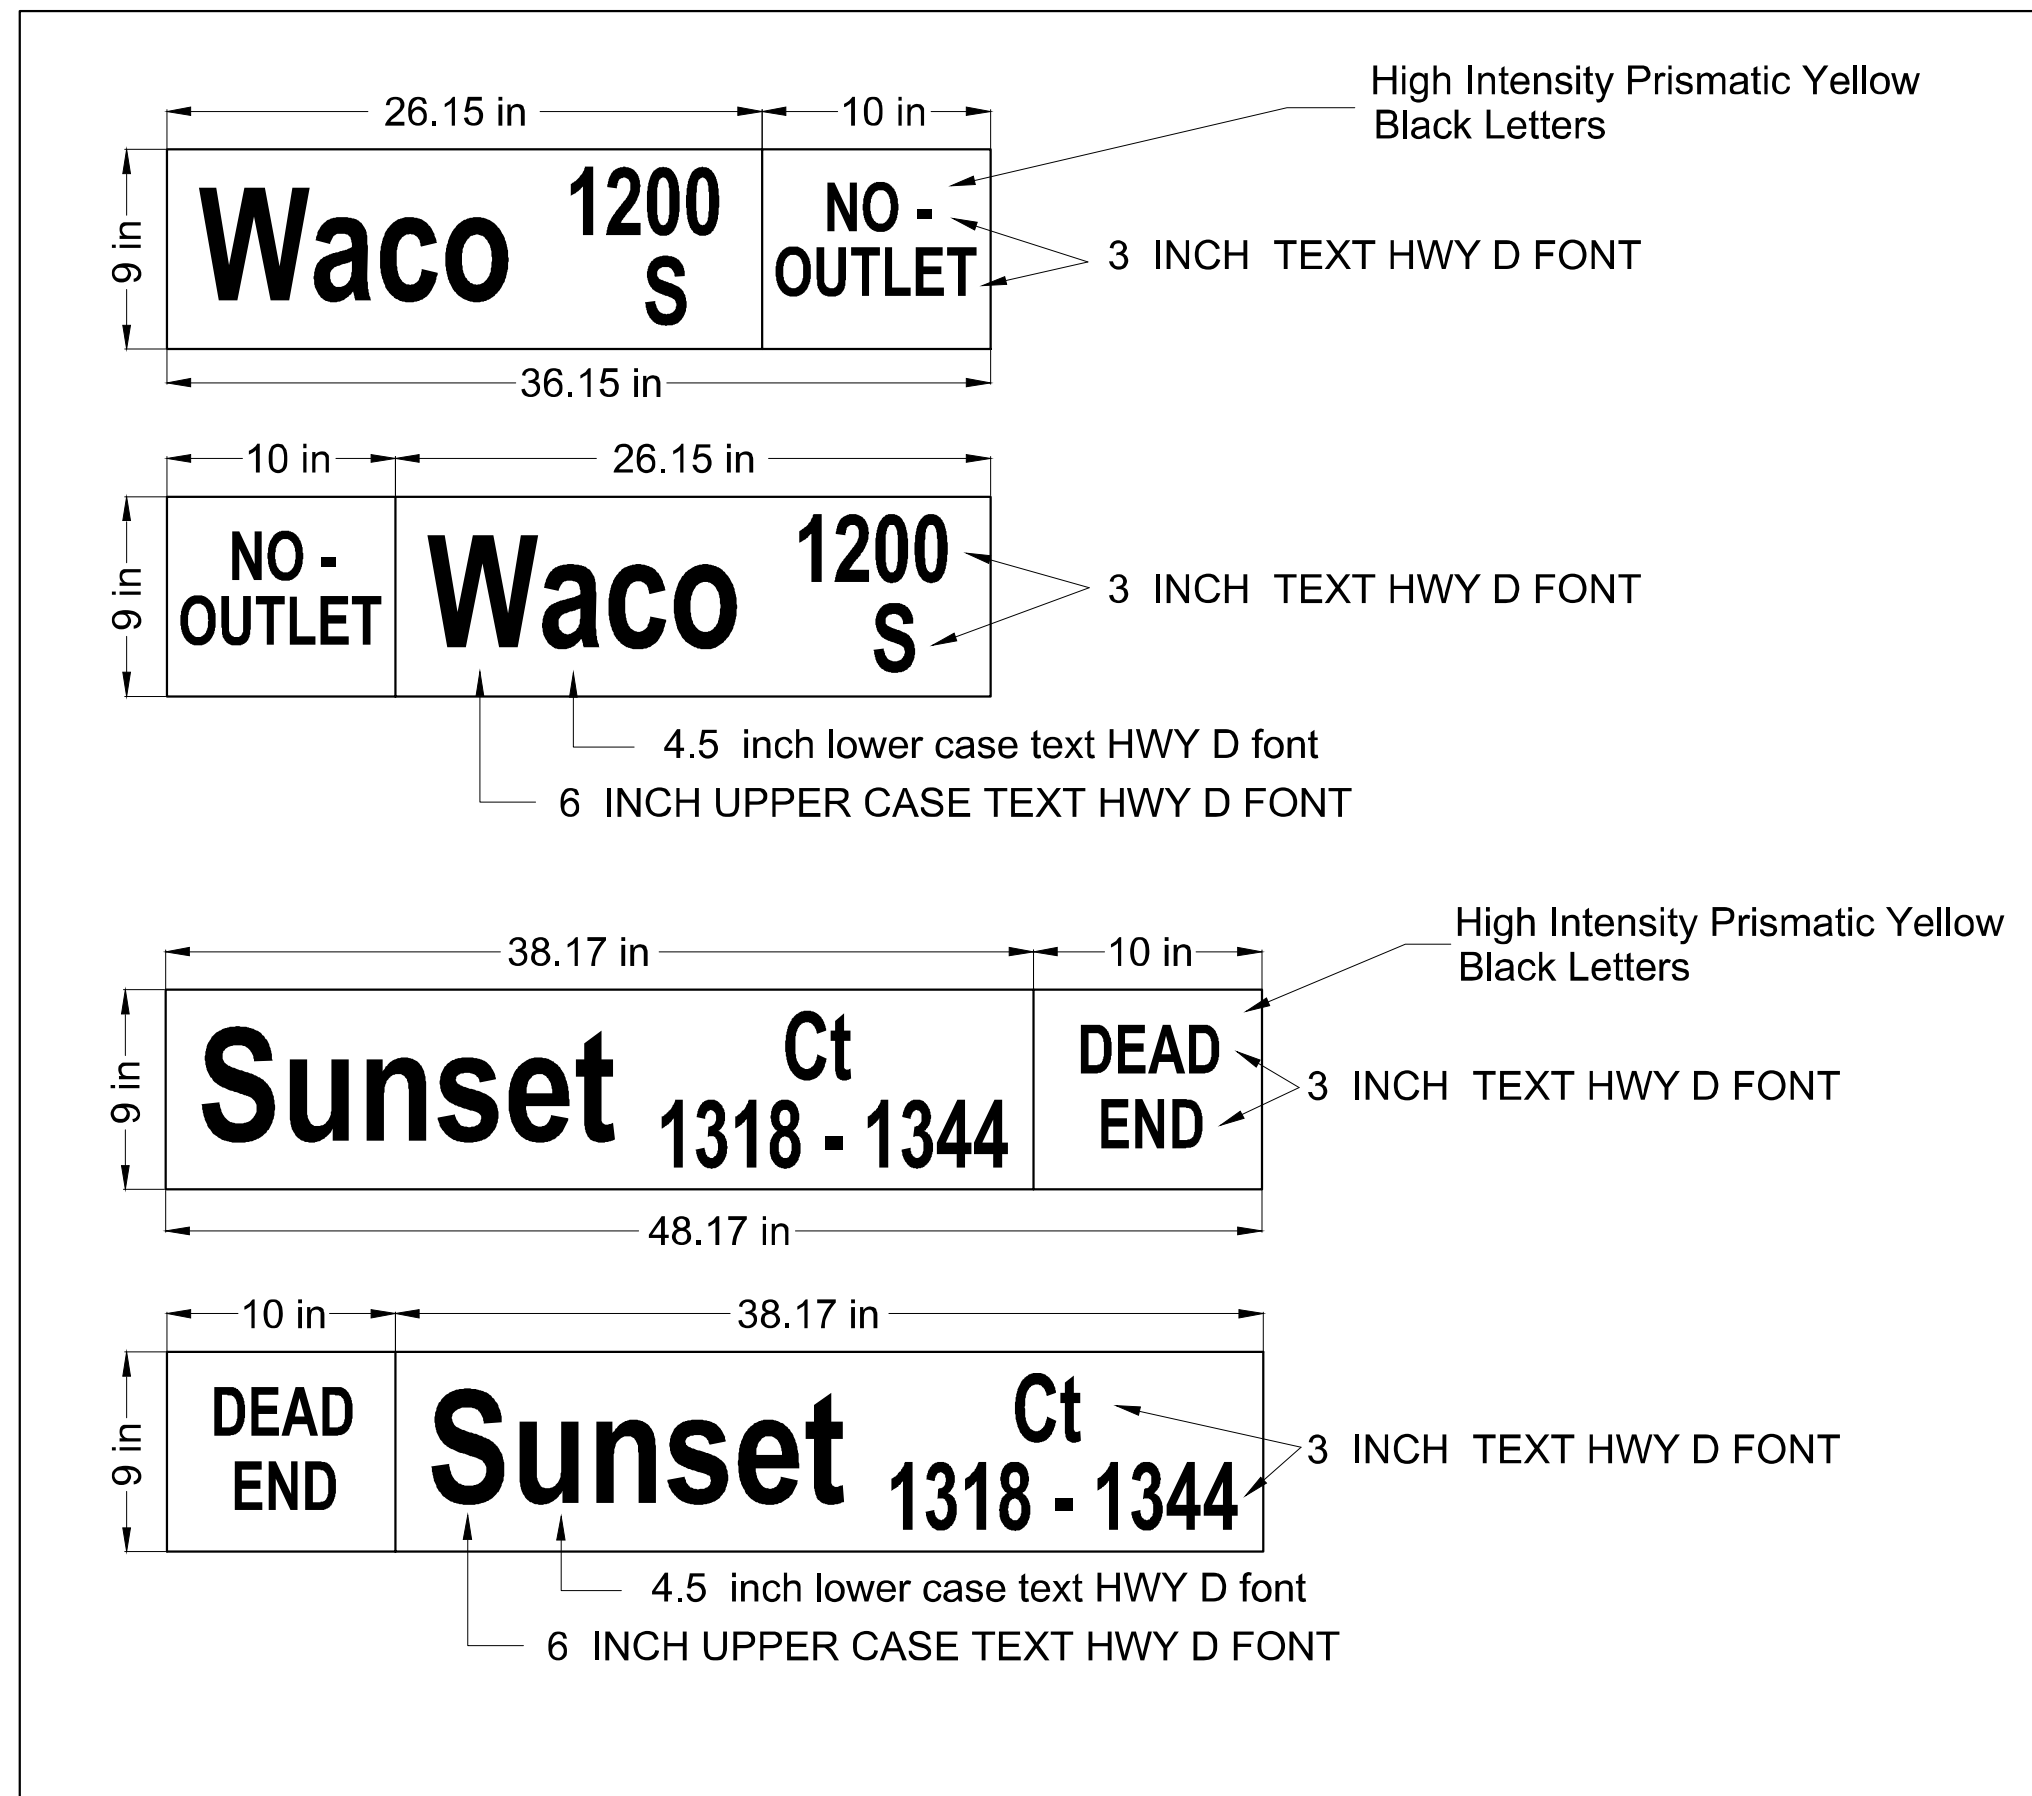 High Intensity Prismatic Yellow
Black Letters
26.15 in
10 in
9 in
Waco 1200
S
NO -
OUTLET
3 INCH TEXT HWY D FONT
36.15 in
10 in
26.15 in
9 in
NO -
OUTLET
Waco 1200
S
3 INCH TEXT HWY D FONT
4.5 inch lower case text HWY D font
6 INCH UPPER CASE TEXT HWY D FONT
High Intensity Prismatic Yellow
Black Letters
38.17 in
10 in
9 in
Sunset Ct
1318 - 1344
DEAD
END
3 INCH TEXT HWY D FONT
48.17 in
10 in
38.17 in
9 in
DEAD
END
Sunset Ct
1318 - 1344
3 INCH TEXT HWY D FONT
4.5 inch lower case text HWY D font
6 INCH UPPER CASE TEXT HWY D FONT